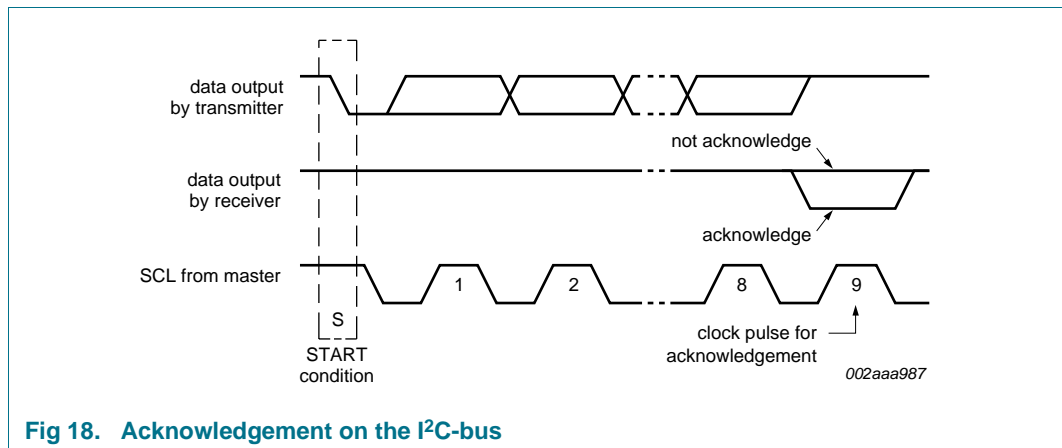 data output
by transmitter
not acknowledge
data output
by receiver
acknowledge
SCL from master
1
2
8
9
S
START
condition
clock pulse for
acknowledgement
002aaa987
Fig 18. Acknowledgement on the I²C-bus